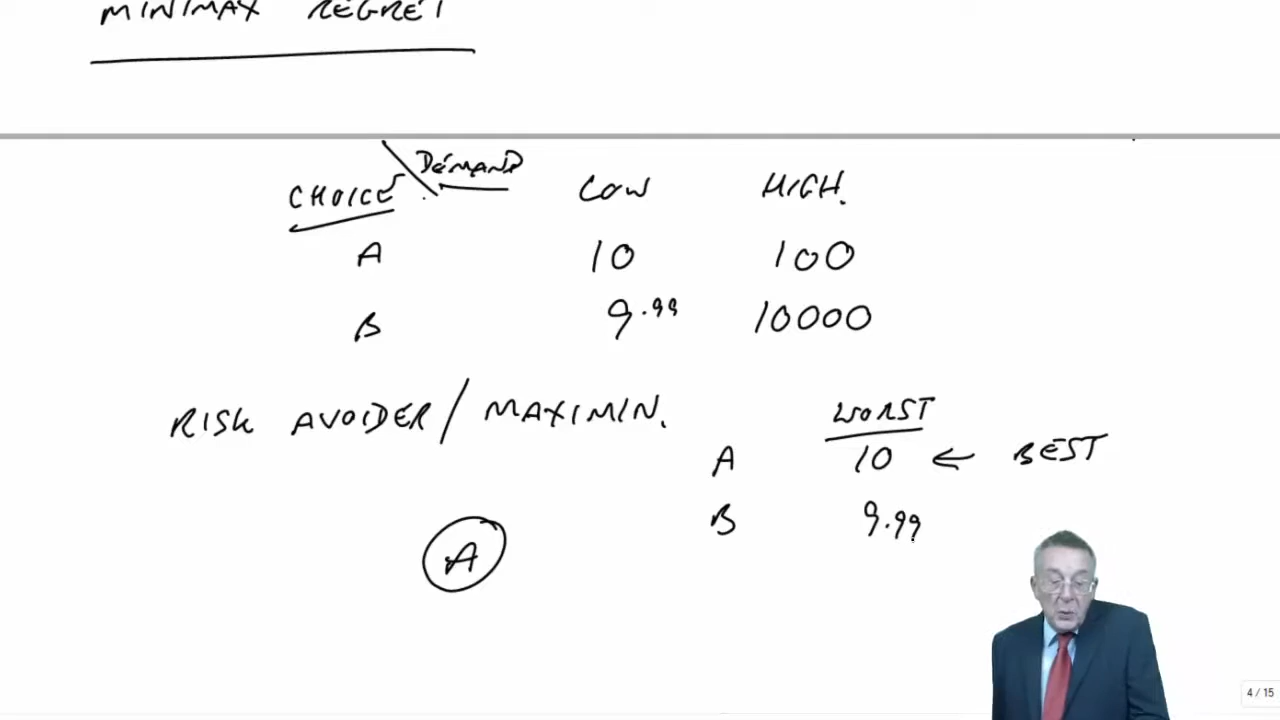 MINIMAX REGRET
DEMAND
CHOICE LOW HIGH.
A 10 100
B 9.99 10000
RISK AVOIDER / MAXIMIN.
WORST
A 10 ← BEST
B 9.99
A
4 / 15